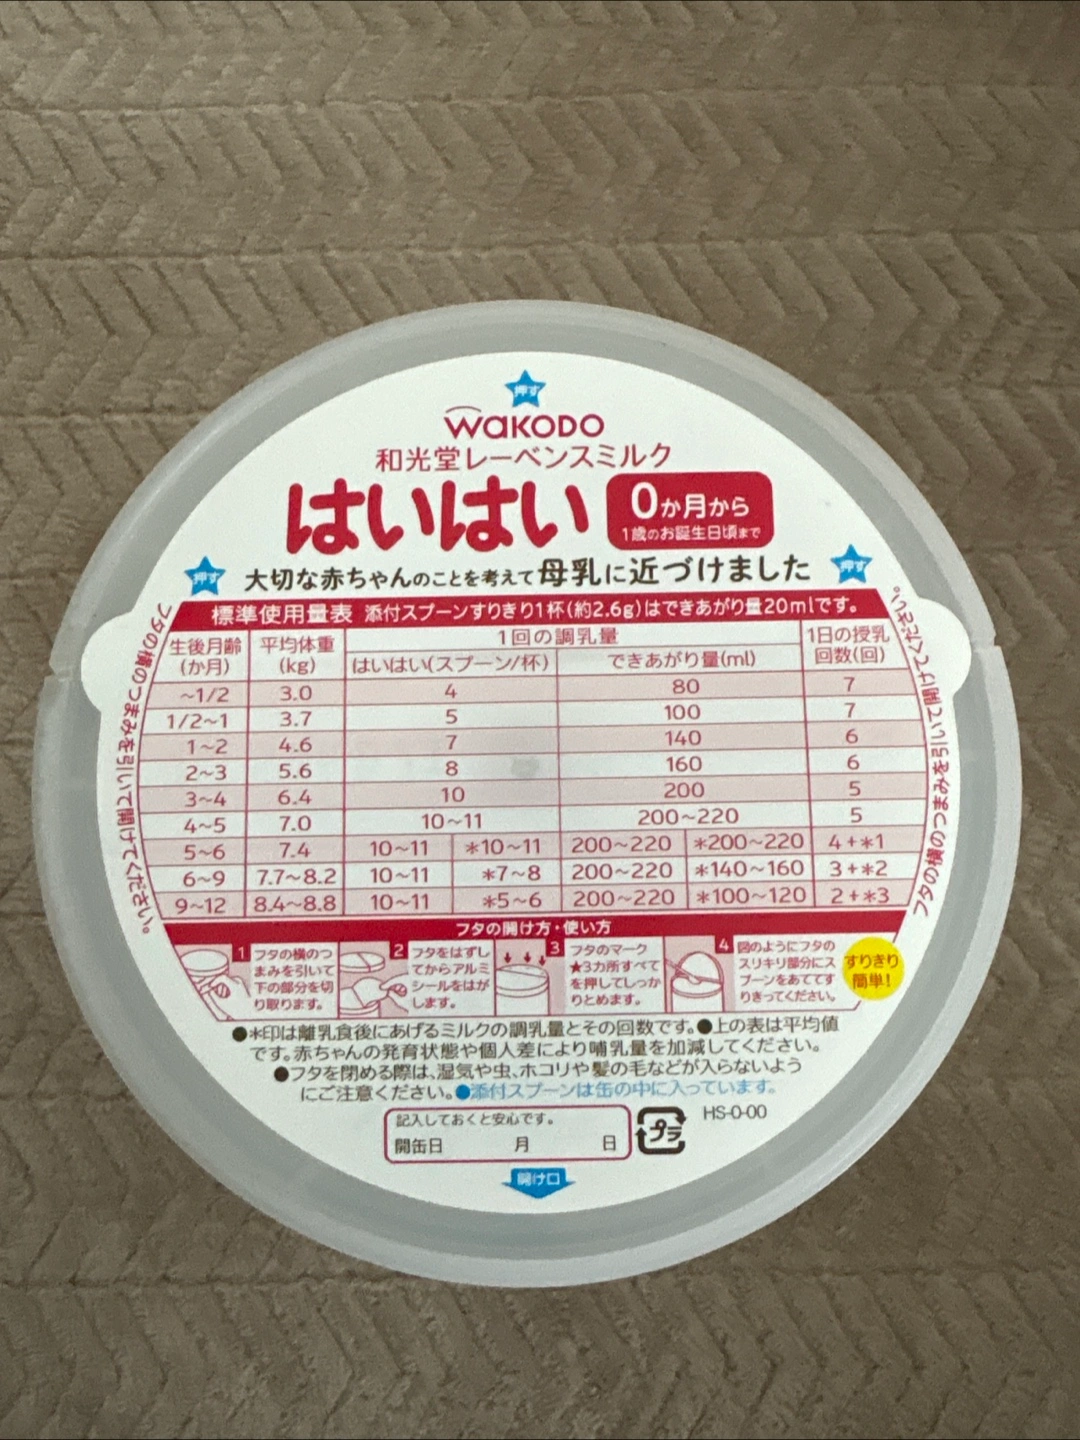 押す
WAKODO
和光堂レーベンスミルク
はいはい
0か月から
1歳のお誕生日頃まで
押す
大切な赤ちゃんのことを考えて母乳に近づけました
押す
標準使用量表 添付スプーンすりきり1杯(約2.6g)はできあがり量20mlです。
生後月齢(か月) 平均体重(kg) 1回の調乳量 1日の授乳回数(回)
はいはい(スプーン/杯) できあがり量(ml)
~1/2 3.0 4 80 7
1/2~1 3.7 5 100 7
1~2 4.6 7 140 6
2~3 5.6 8 160 6
3~4 6.4 10 200 5
4~5 7.0 10~11 200~220 5
5~6 7.4 10~11 *10~11 200~220 *200~220 4+*1
6~9 7.7~8.2 10~11 *7~8 200~220 *140~160 3+*2
9~12 8.4~8.8 10~11 *5~6 200~220 *100~120 2+*3
フタの横のつまみを引いて開けてください。
フタの横のつまみを引いて開けてください。
フタの開け方・使い方
1
フタの横のつ
まみを引いて
下の部分を切
り取ります。
2
フタをはずし
てからアルミ
シールをはが
します。
3
フタのマーク
★3カ所すべて
を押してしっか
りとめます。
4
図のようにフタの
スリキリ部分にス
プーンをあててす
りきってください。
すりきり
簡単!
●*印は離乳食後にあげるミルクの調乳量とその回数です。●上の表は平均値
です。赤ちゃんの発育状態や個人差により哺乳量を加減してください。
●フタを閉める際は、湿気や虫、ホコリや髪の毛などが入らないよう
にご注意ください。●添付スプーンは缶の中に入っています。
記入しておくと安心です。
開缶日 月 日
プラ
HS-0-00
開け口